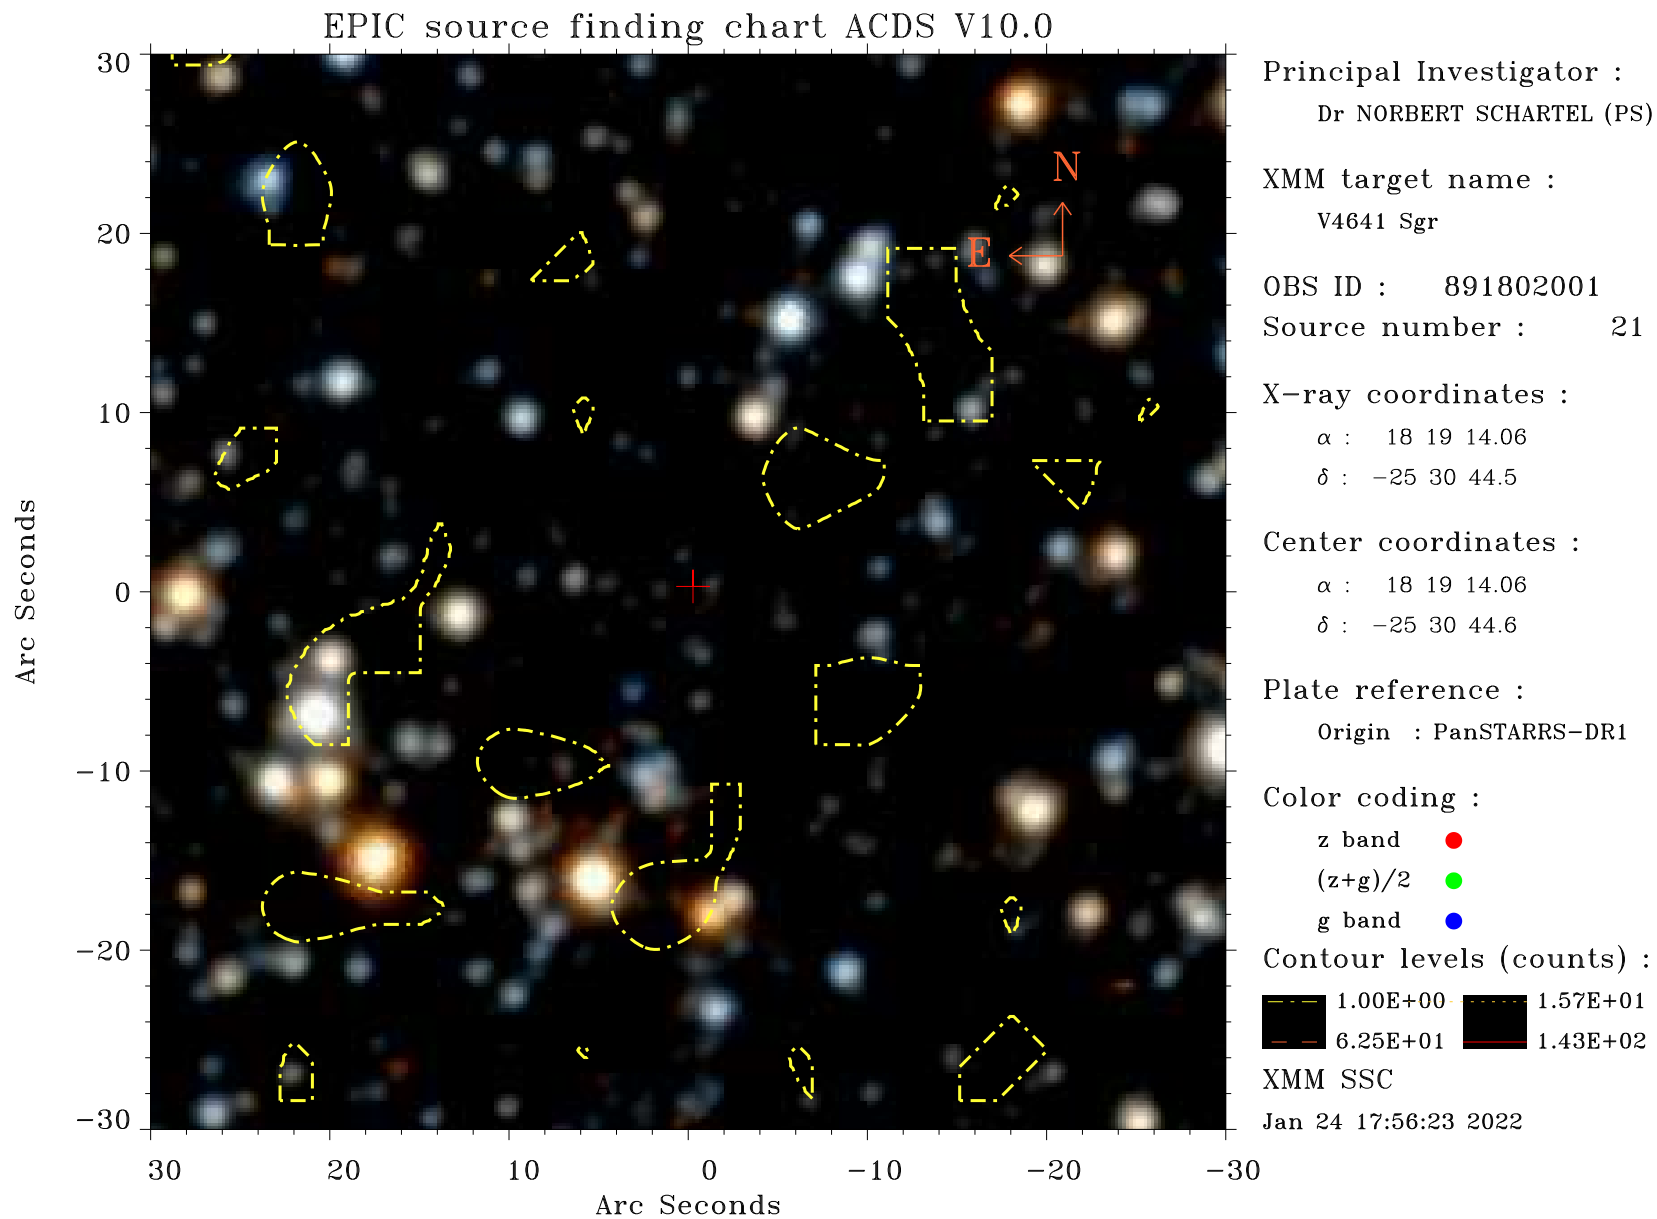 EPIC source finding chart ACDS V10.0
30
20
10
0
−10
−20
−30
Arc Seconds
N
E
30 20 10 0 −10 −20 −30
Arc Seconds
Principal Investigator :
Dr NORBERT SCHARTEL (PS)
XMM target name :
V4641 Sgr
OBS ID : 891802001
Source number : 21
X−ray coordinates :
α : 18 19 14.06
δ : −25 30 44.5
Center coordinates :
α : 18 19 14.06
δ : −25 30 44.6
Plate reference :
Origin : PanSTARRS−DR1
Color coding :
z band
(z+g)/2
g band
Contour levels (counts) :
1.00E+00 1.57E+01
6.25E+01 1.43E+02
XMM SSC
Jan 24 17:56:23 2022